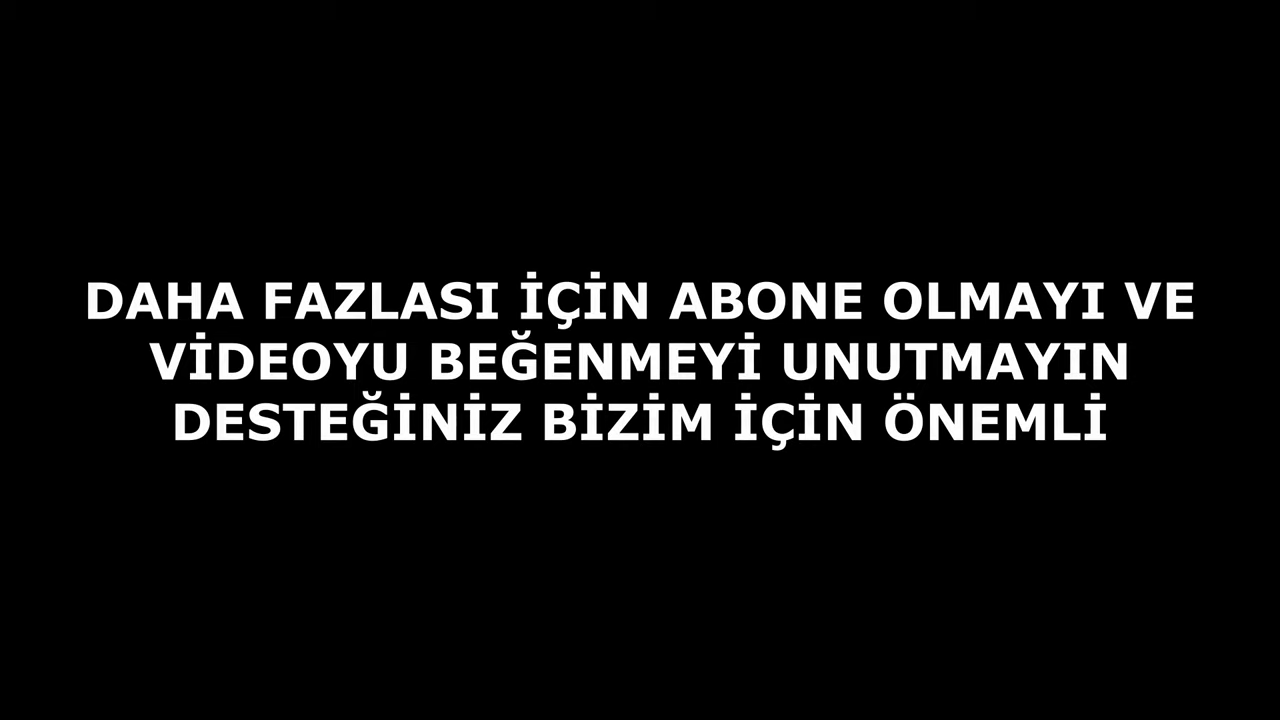 DAHA FAZLASI İÇİN ABONE OLMAYI VE
VİDEOYU BEĞENMEYİ UNUTMAYIN
DESTEĞİNİZ BİZİM İÇİN ÖNEMLİ